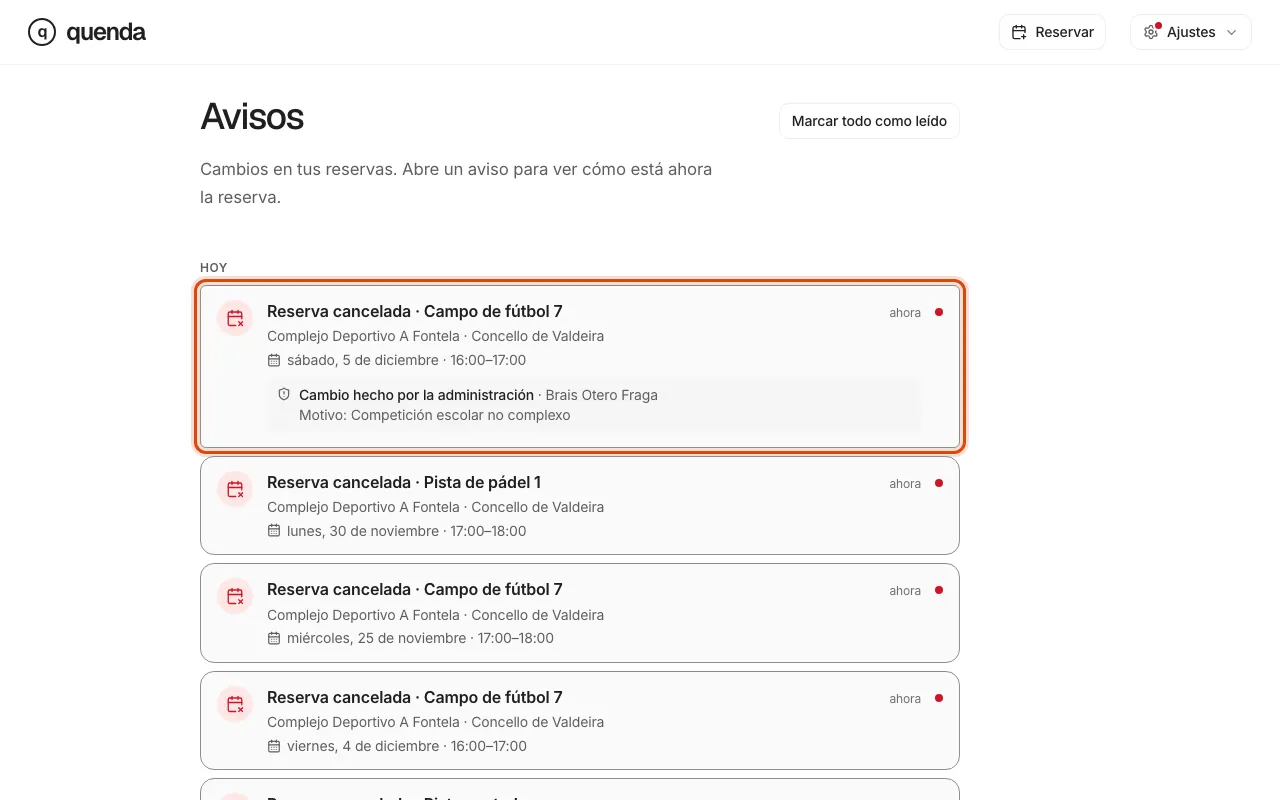 q quenda
Reservar
Ajustes
Avisos
Marcar todo como leído
Cambios en tus reservas. Abre un aviso para ver cómo está ahora
la reserva.
HOY
Reserva cancelada · Campo de fútbol 7
ahora
Complejo Deportivo A Fontela · Concello de Valdeira
sábado, 5 de diciembre · 16:00–17:00
Cambio hecho por la administración · Brais Otero Fraga
Motivo: Competición escolar no complexo
Reserva cancelada · Pista de pádel 1
ahora
Complejo Deportivo A Fontela · Concello de Valdeira
lunes, 30 de noviembre · 17:00–18:00
Reserva cancelada · Campo de fútbol 7
ahora
Complejo Deportivo A Fontela · Concello de Valdeira
miércoles, 25 de noviembre · 17:00–18:00
Reserva cancelada · Campo de fútbol 7
ahora
Complejo Deportivo A Fontela · Concello de Valdeira
viernes, 4 de diciembre · 16:00–17:00